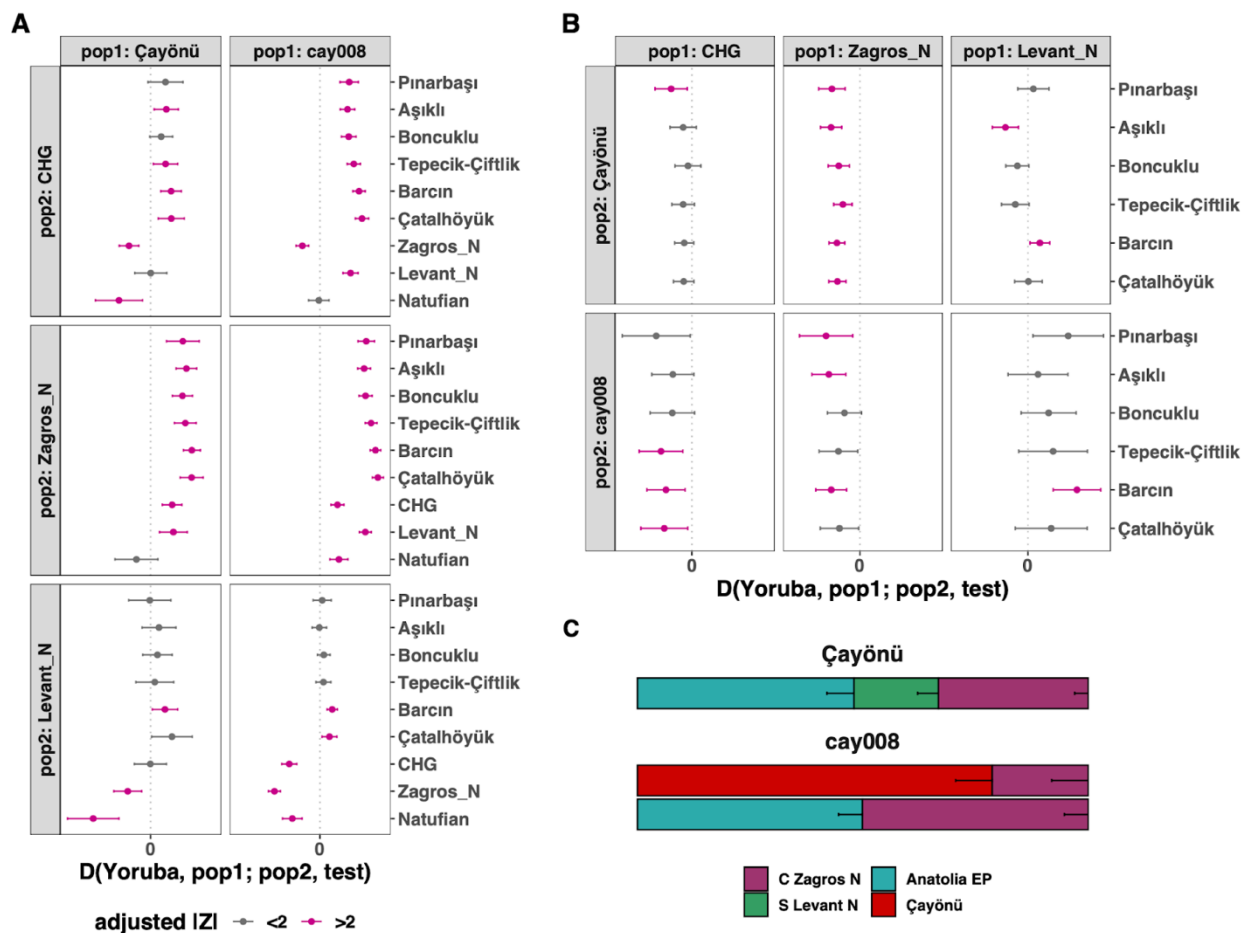 A
pop1: Çayönü
pop1: cay008
pop2: CHG
Pınarbaşı
Aşıklı
Boncuklu
Tepecik-Çiftlik
Barcın
Çatalhöyük
Zagros_N
Levant_N
Natufian
pop2: Zagros_N
Pınarbaşı
Aşıklı
Boncuklu
Tepecik-Çiftlik
Barcın
Çatalhöyük
CHG
Levant_N
Natufian
pop2: Levant_N
Pınarbaşı
Aşıklı
Boncuklu
Tepecik-Çiftlik
Barcın
Çatalhöyük
CHG
Zagros_N
Natufian
0
0
D(Yoruba, pop1; pop2, test)
adjusted |Z| <2 >2
B
pop1: CHG
pop1: Zagros_N
pop1: Levant_N
pop2: Çayönü
Pınarbaşı
Aşıklı
Boncuklu
Tepecik-Çiftlik
Barcın
Çatalhöyük
pop2: cay008
Pınarbaşı
Aşıklı
Boncuklu
Tepecik-Çiftlik
Barcın
Çatalhöyük
0
0
0
D(Yoruba, pop1; pop2, test)
C
Çayönü
cay008
C Zagros N
Anatolia EP
S Levant N
Çayönü